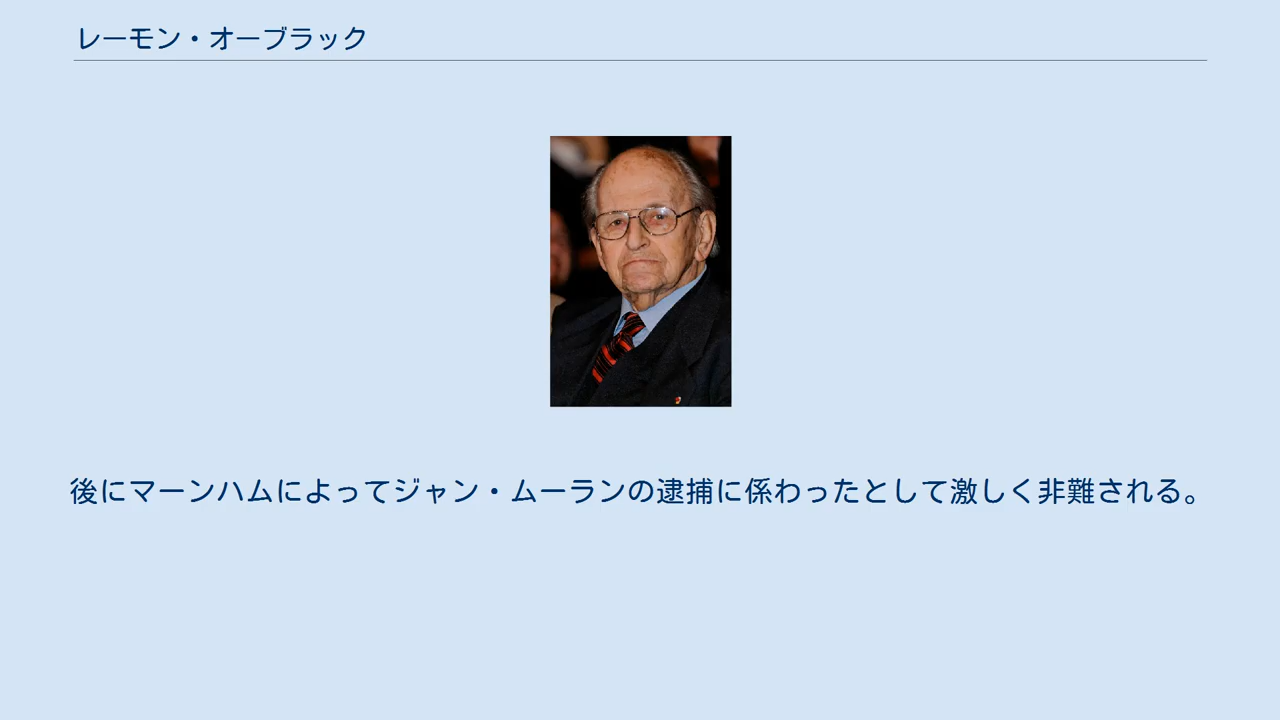 レーモン・オーブラック
後にマーンハムによってジャン・ムーランの逮捕に係わったとして激しく非難される。